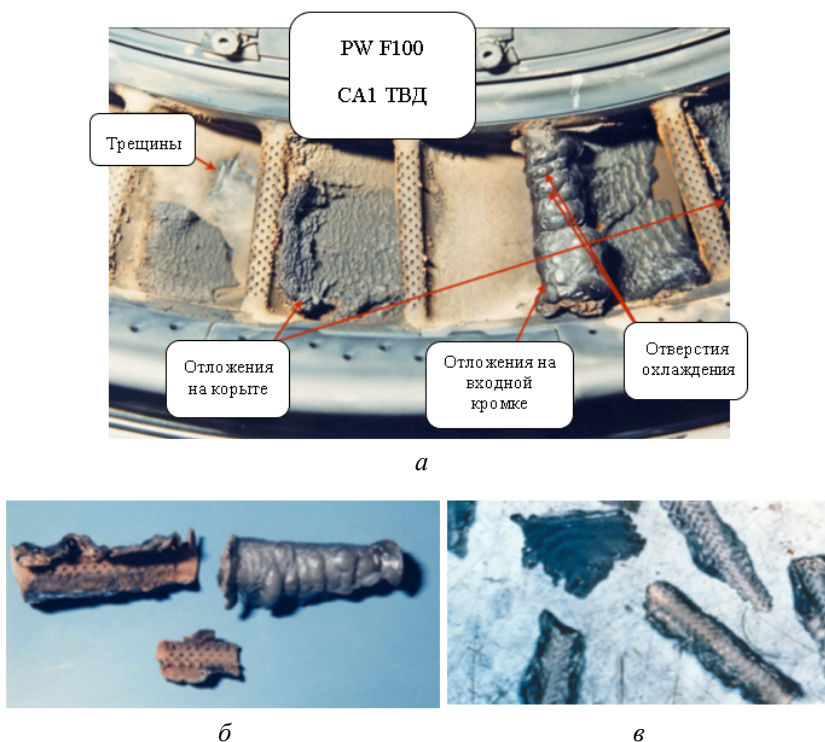 PW F100
СА1 ТВД
Трещины
Отложения
на корыте
Отложения на
входной
кромке
Отверстия
охлаждения
а
б
в